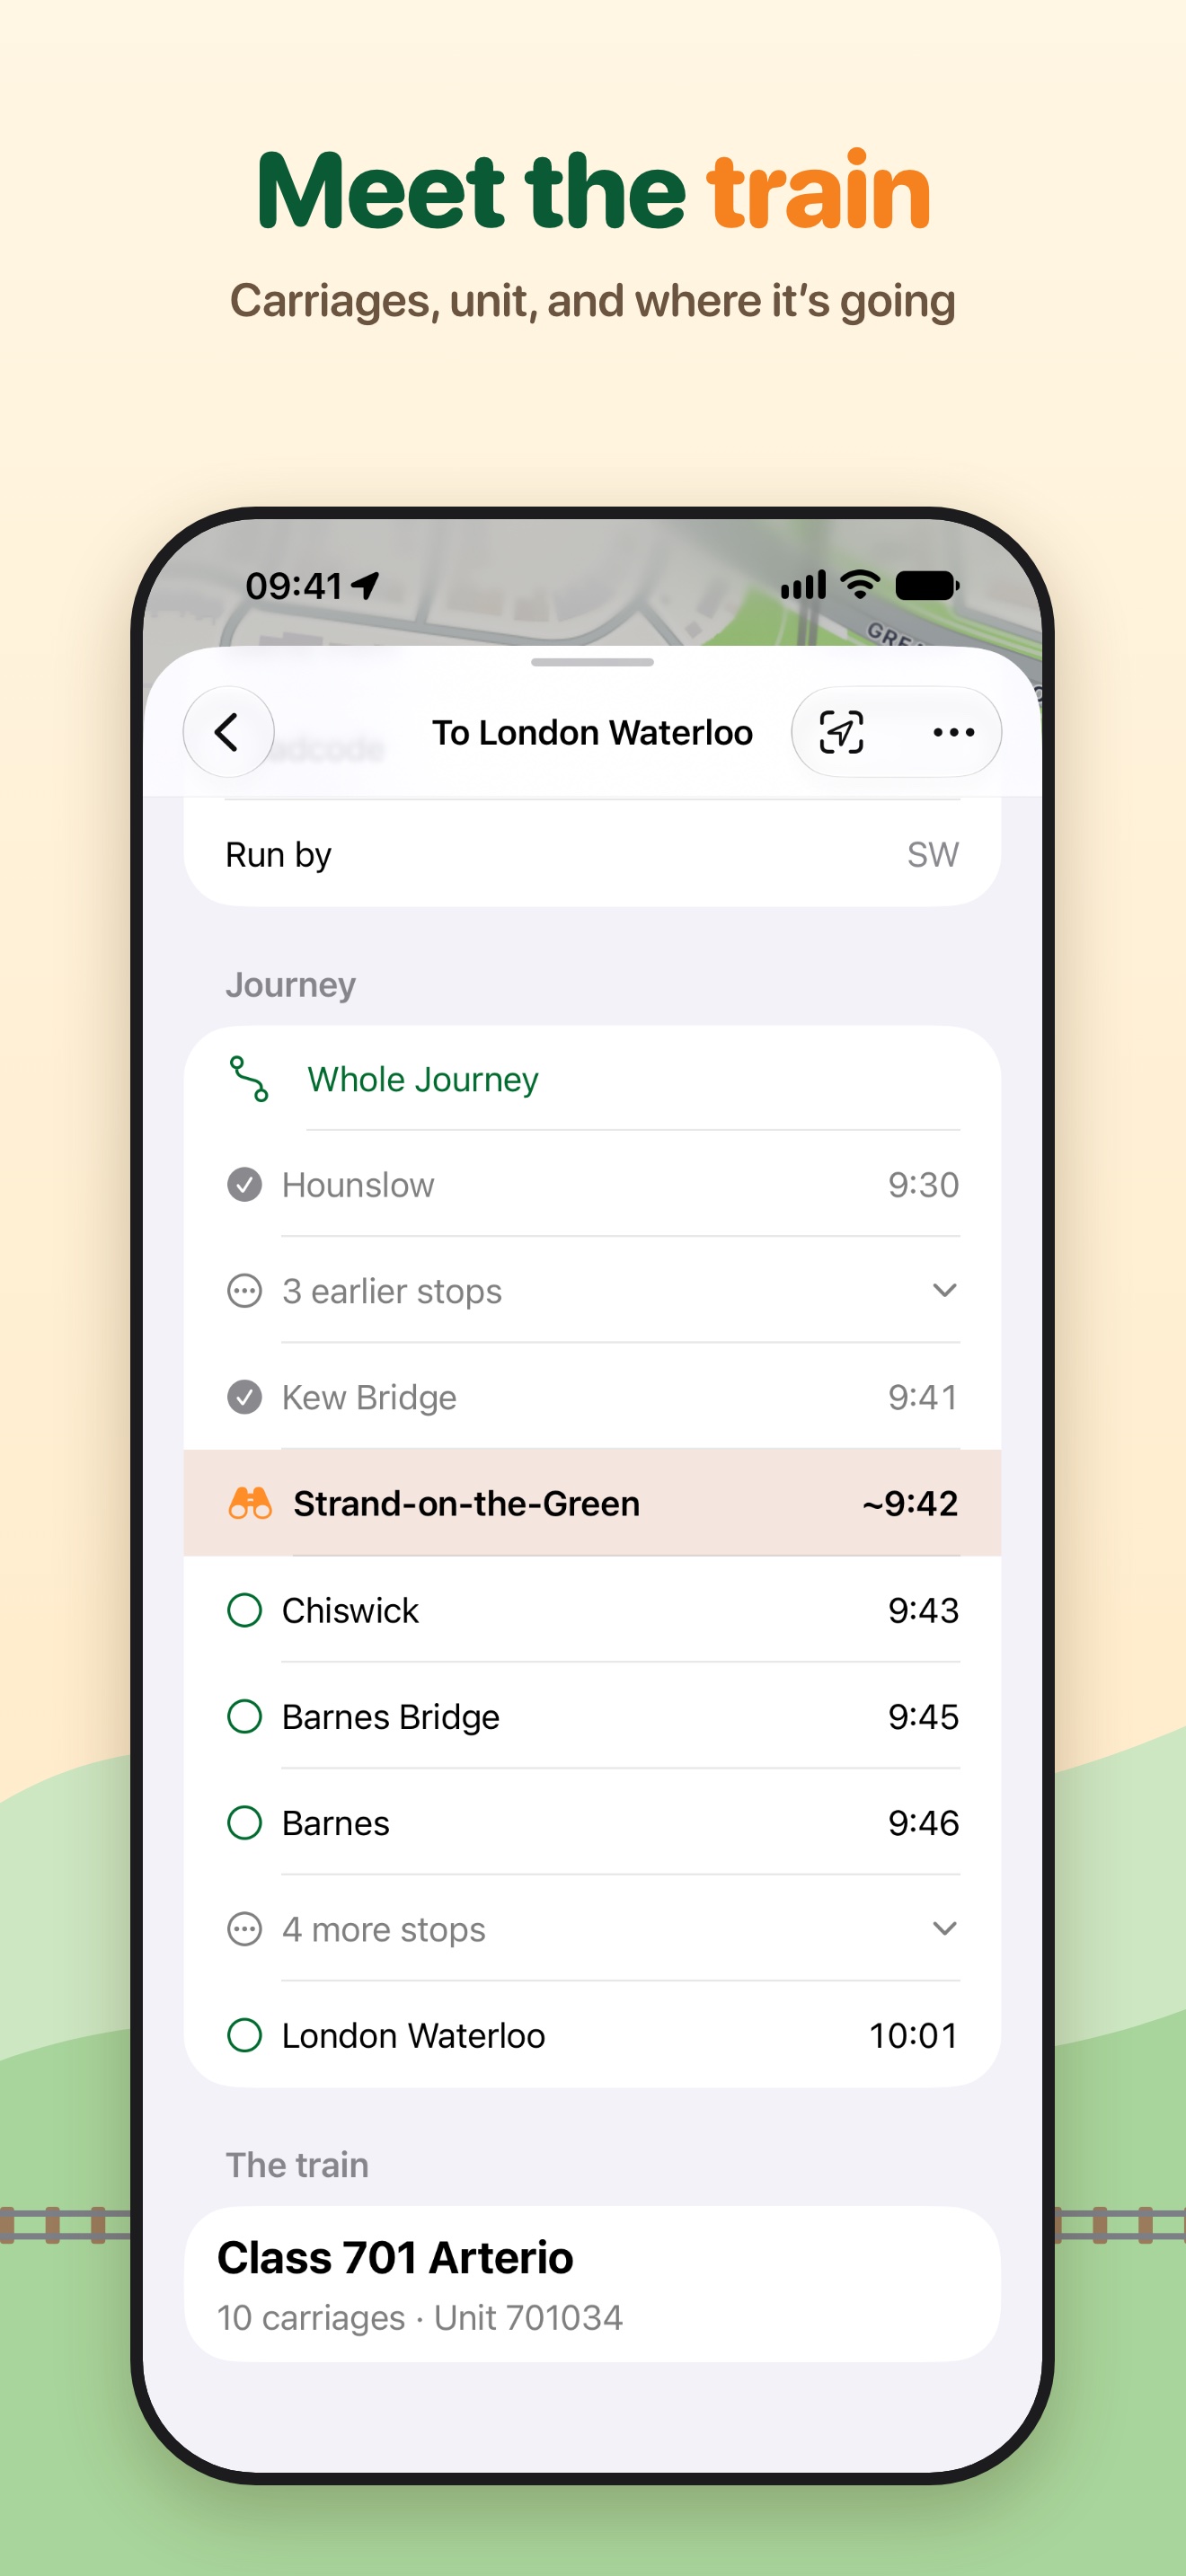 Meet the train
Carriages, unit, and where it’s going
09:41
To London Waterloo
Run by
SW
Journey
Whole Journey
Hounslow
9:30
3 earlier stops
Kew Bridge
9:41
Strand-on-the-Green
~9:42
Chiswick
9:43
Barnes Bridge
9:45
Barnes
9:46
4 more stops
London Waterloo
10:01
The train
Class 701 Arterio
10 carriages · Unit 701034